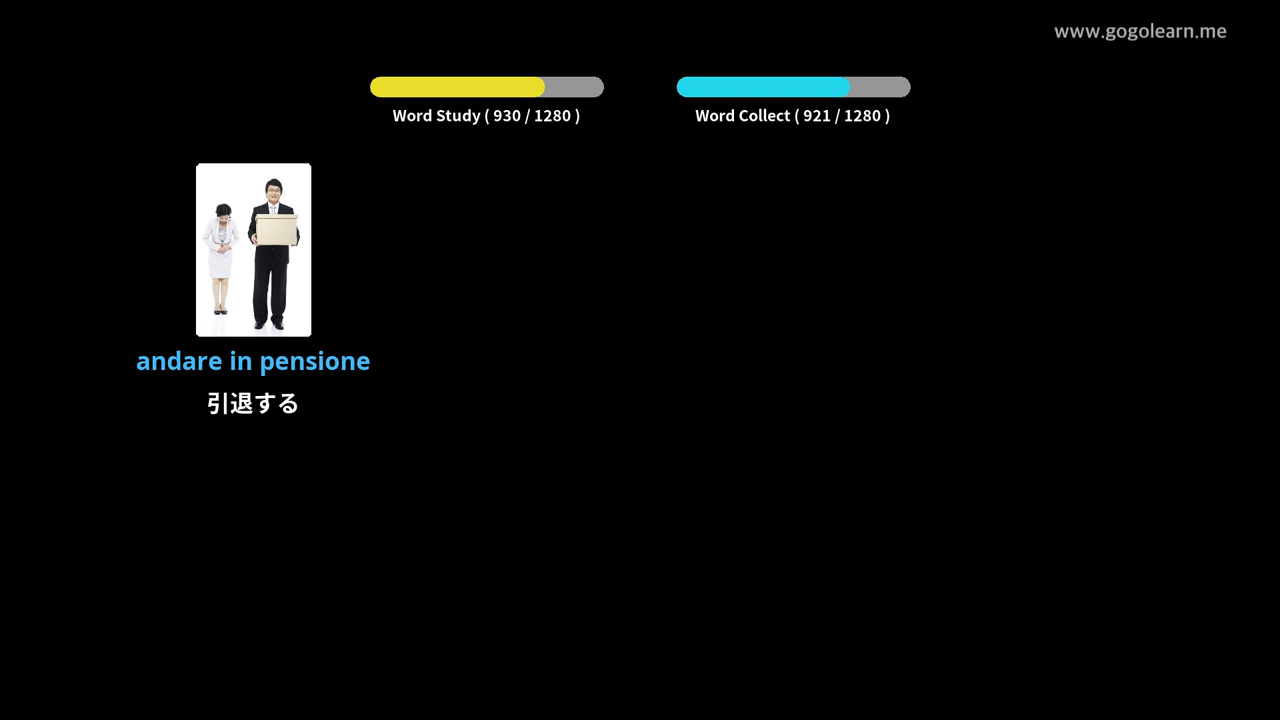 www.gogolearn.me
Word Study ( 930 / 1280 )
Word Collect ( 921 / 1280 )
andare in pensione
引退する